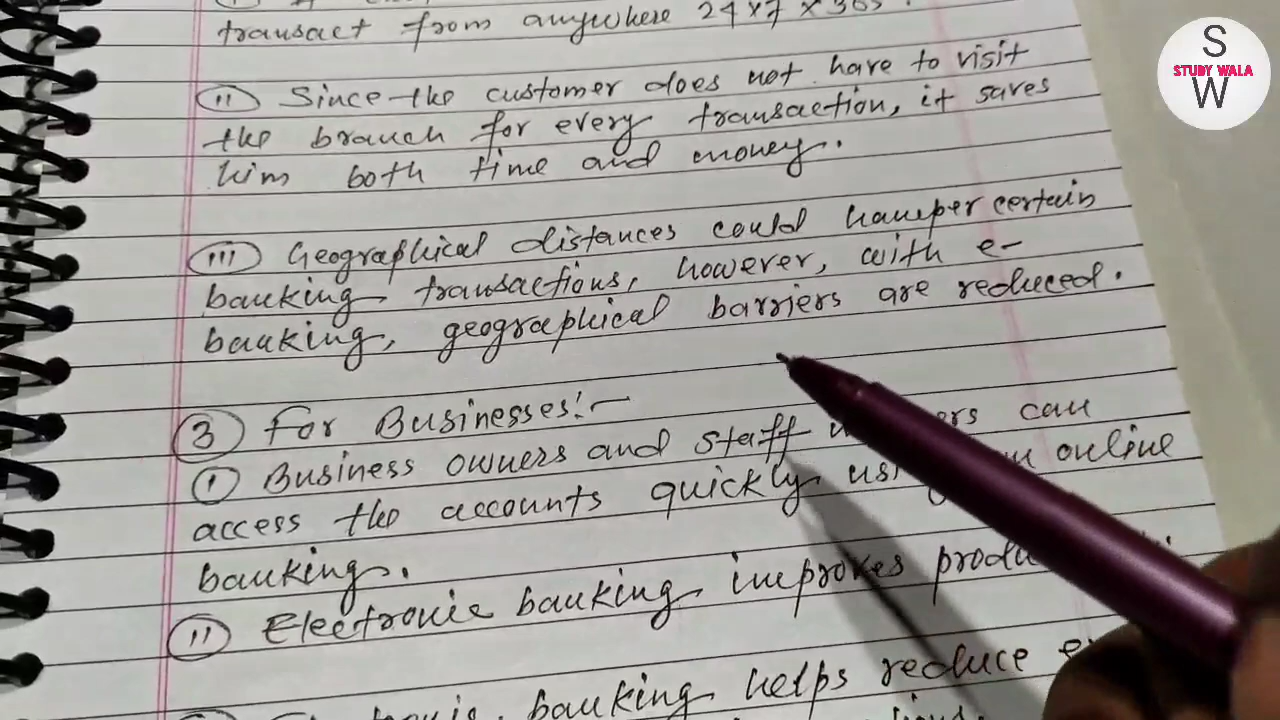 transact from anywhere 24x7x365.
(ii) Since the customer does not have to visit
the branch for every transaction, it saves
him both time and money.
(iii) Geographical distances could hamper certain
banking transactions, however, with e-
banking, geographical barriers are reduced.
(3) For Businesses:-
(i) Business owners and staff can
access the accounts quickly online
banking.
(ii) Electronic banking improves
banking helps reduce
S
STUDY WALA
W